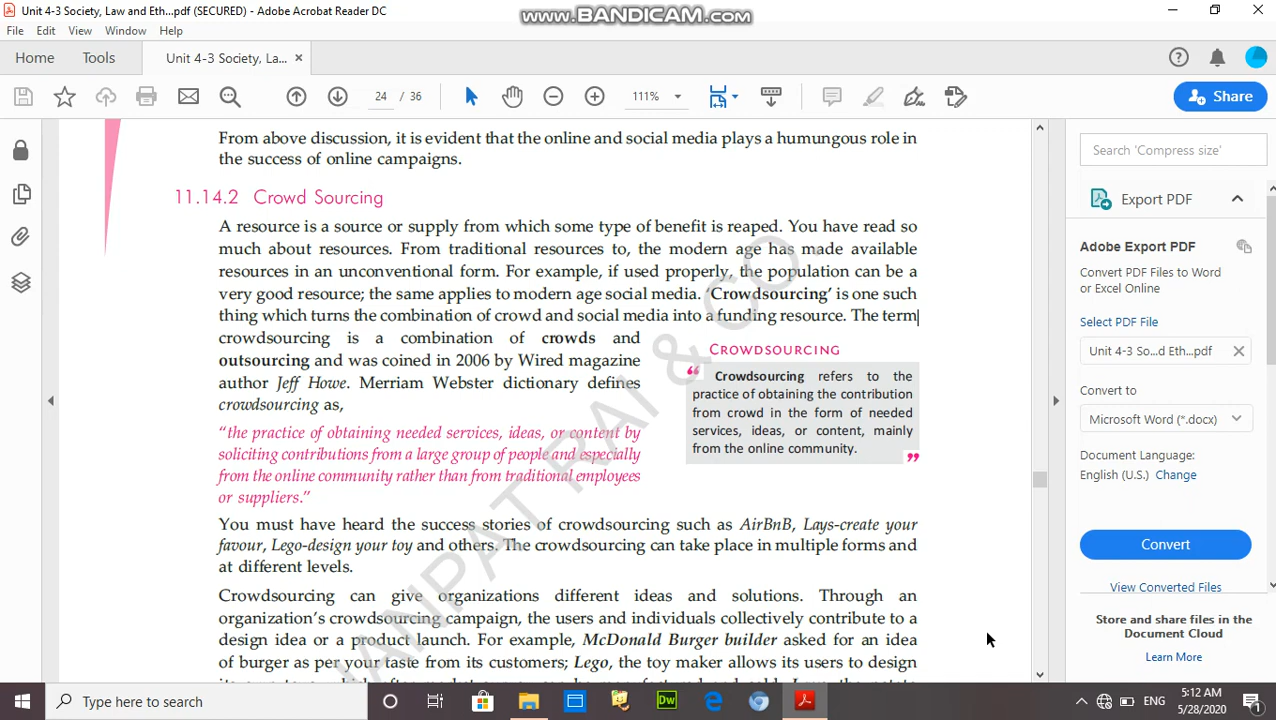 Unit 4-3 Society, Law and Eth...pdf (SECURED) - Adobe Acrobat Reader DC
www.BANDICAM.com
File Edit View Window Help
Home Tools Unit 4-3 Society, La... ×
24 / 36 111% Share
From above discussion, it is evident that the online and social media plays a humungous role in
the success of online campaigns.
11.14.2 Crowd Sourcing
A resource is a source or supply from which some type of benefit is reaped. You have read so
much about resources. From traditional resources to, the modern age has made available
resources in an unconventional form. For example, if used properly, the population can be a
very good resource; the same applies to modern age social media. ‘Crowdsourcing’ is one such
thing which turns the combination of crowd and social media into a funding resource. The term
crowdsourcing is a combination of crowds and
outsourcing and was coined in 2006 by Wired magazine
author Jeff Howe. Merriam Webster dictionary defines
crowdsourcing as,
“the practice of obtaining needed services, ideas, or content by
soliciting contributions from a large group of people and especially
from the online community rather than from traditional employees
or suppliers.”
CROWDSOURCING
“ Crowdsourcing refers to the
practice of obtaining the contribution
from crowd in the form of needed
services, ideas, or content, mainly
from the online community. ”
You must have heard the success stories of crowdsourcing such as AirBnB, Lays-create your
favour, Lego-design your toy and others. The crowdsourcing can take place in multiple forms and
at different levels.
Crowdsourcing can give organizations different ideas and solutions. Through an
organization’s crowdsourcing campaign, the users and individuals collectively contribute to a
design idea or a product launch. For example, McDonald Burger builder asked for an idea
of burger as per your taste from its customers; Lego, the toy maker allows its users to design
ANPAT RAI & CO
Search 'Compress size'
Export PDF
Adobe Export PDF
Convert PDF Files to Word
or Excel Online
Select PDF File
Unit 4-3 So...d Eth...pdf ×
Convert to
Microsoft Word (*.docx)
Document Language:
English (U.S.) Change
Convert
View Converted Files
Store and share files in the
Document Cloud
Learn More
Type here to search
Dw
ENG
5:12 AM
5/28/2020
1